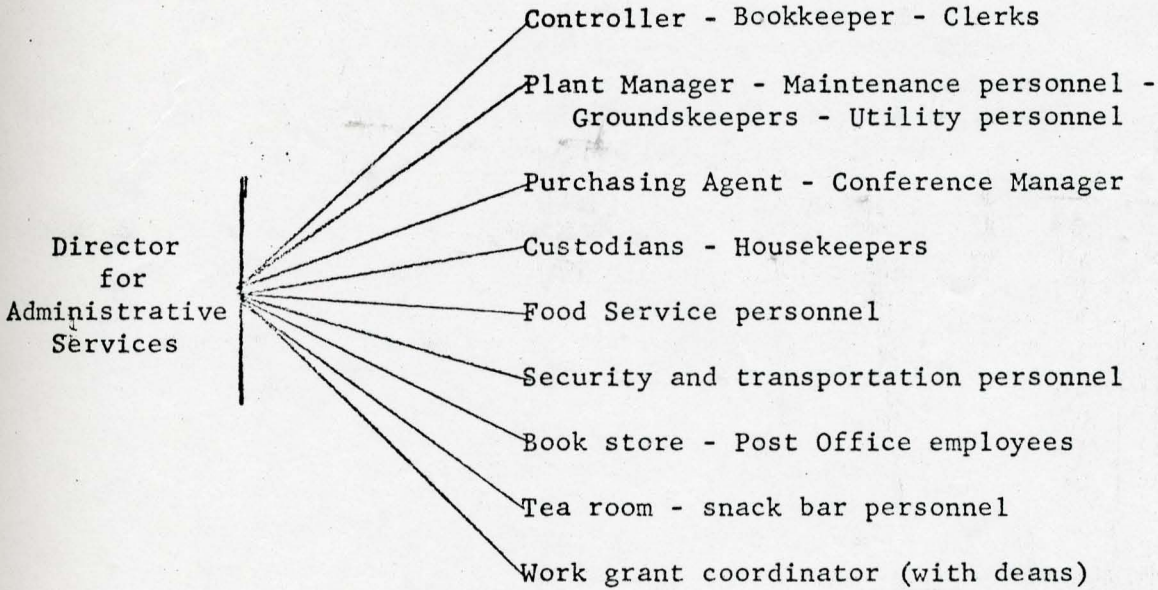 Controller - Bookkeeper - Clerks
Plant Manager - Maintenance personnel -
Groundskeepers - Utility personnel
Purchasing Agent - Conference Manager
Custodians - Housekeepers
Director
for
Administrative
Services
Food Service personnel
Security and transportation personnel
Book store - Post Office employees
Tea room - snack bar personnel
Work grant coordinator (with deans)